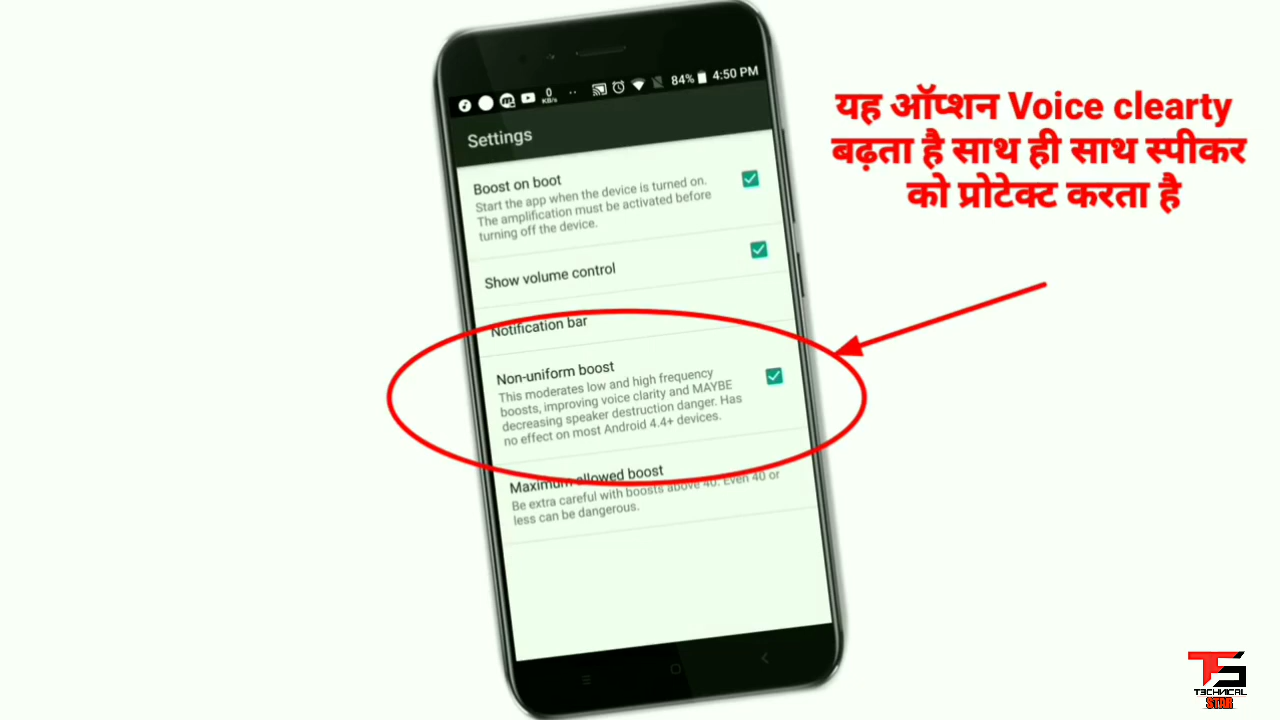 0
KB/s
84%
4:50 PM
Settings
Boost on boot
Start the app when the device is turned on.
The amplification must be activated before
turning off the device.
Show volume control
Notification bar
Non-uniform boost
This moderates low and high frequency
boosts, improving voice clarity and MAYBE
decreasing speaker destruction danger. Has
no effect on most Android 4.4+ devices.
Maximum allowed boost
Be extra careful with boosts above 40. Even 40 or
less can be dangerous.
यह ऑप्शन Voice clearty
बढ़ता है साथ ही साथ स्पीकर
को प्रोटेक्ट करता है
TS
T3CHNICAL
STAR